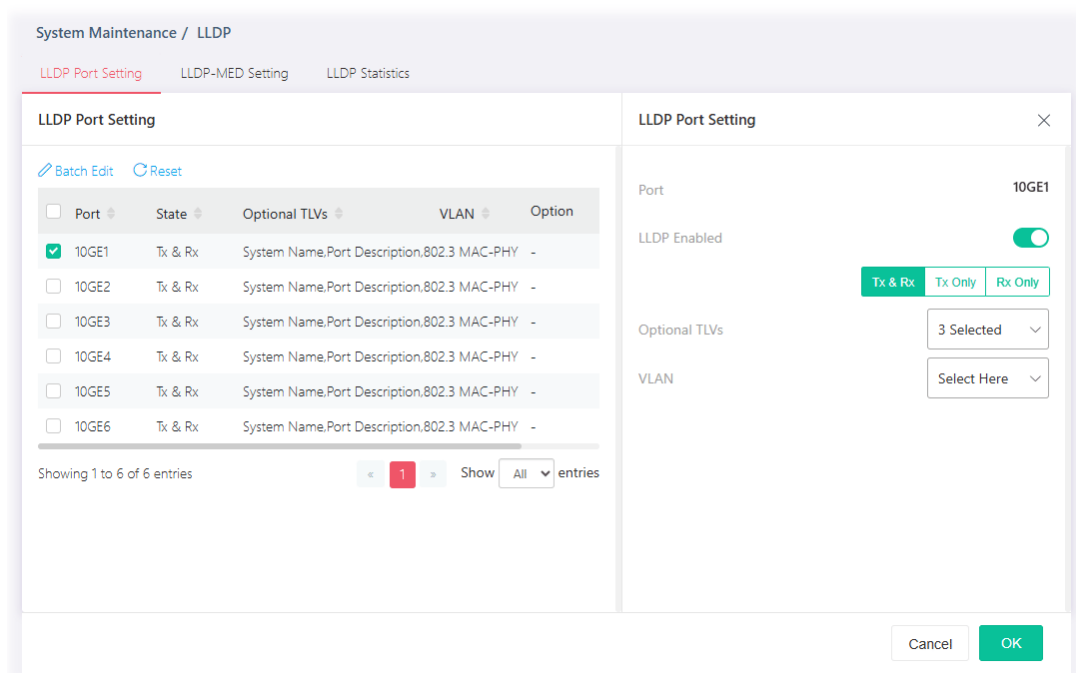 System Maintenance / LLDP
LLDP Port Setting LLDP-MED Setting LLDP Statistics
LLDP Port Setting
Batch Edit Reset
Port State Optional TLVs VLAN Option
10GE1 Tx & Rx System Name,Port Description,802.3 MAC-PHY -
10GE2 Tx & Rx System Name,Port Description,802.3 MAC-PHY -
10GE3 Tx & Rx System Name,Port Description,802.3 MAC-PHY -
10GE4 Tx & Rx System Name,Port Description,802.3 MAC-PHY -
10GE5 Tx & Rx System Name,Port Description,802.3 MAC-PHY -
10GE6 Tx & Rx System Name,Port Description,802.3 MAC-PHY -
Showing 1 to 6 of 6 entries « 1 » Show All entries
LLDP Port Setting
Port 10GE1
LLDP Enabled
Tx & Rx Tx Only Rx Only
Optional TLVs 3 Selected
VLAN Select Here
Cancel OK